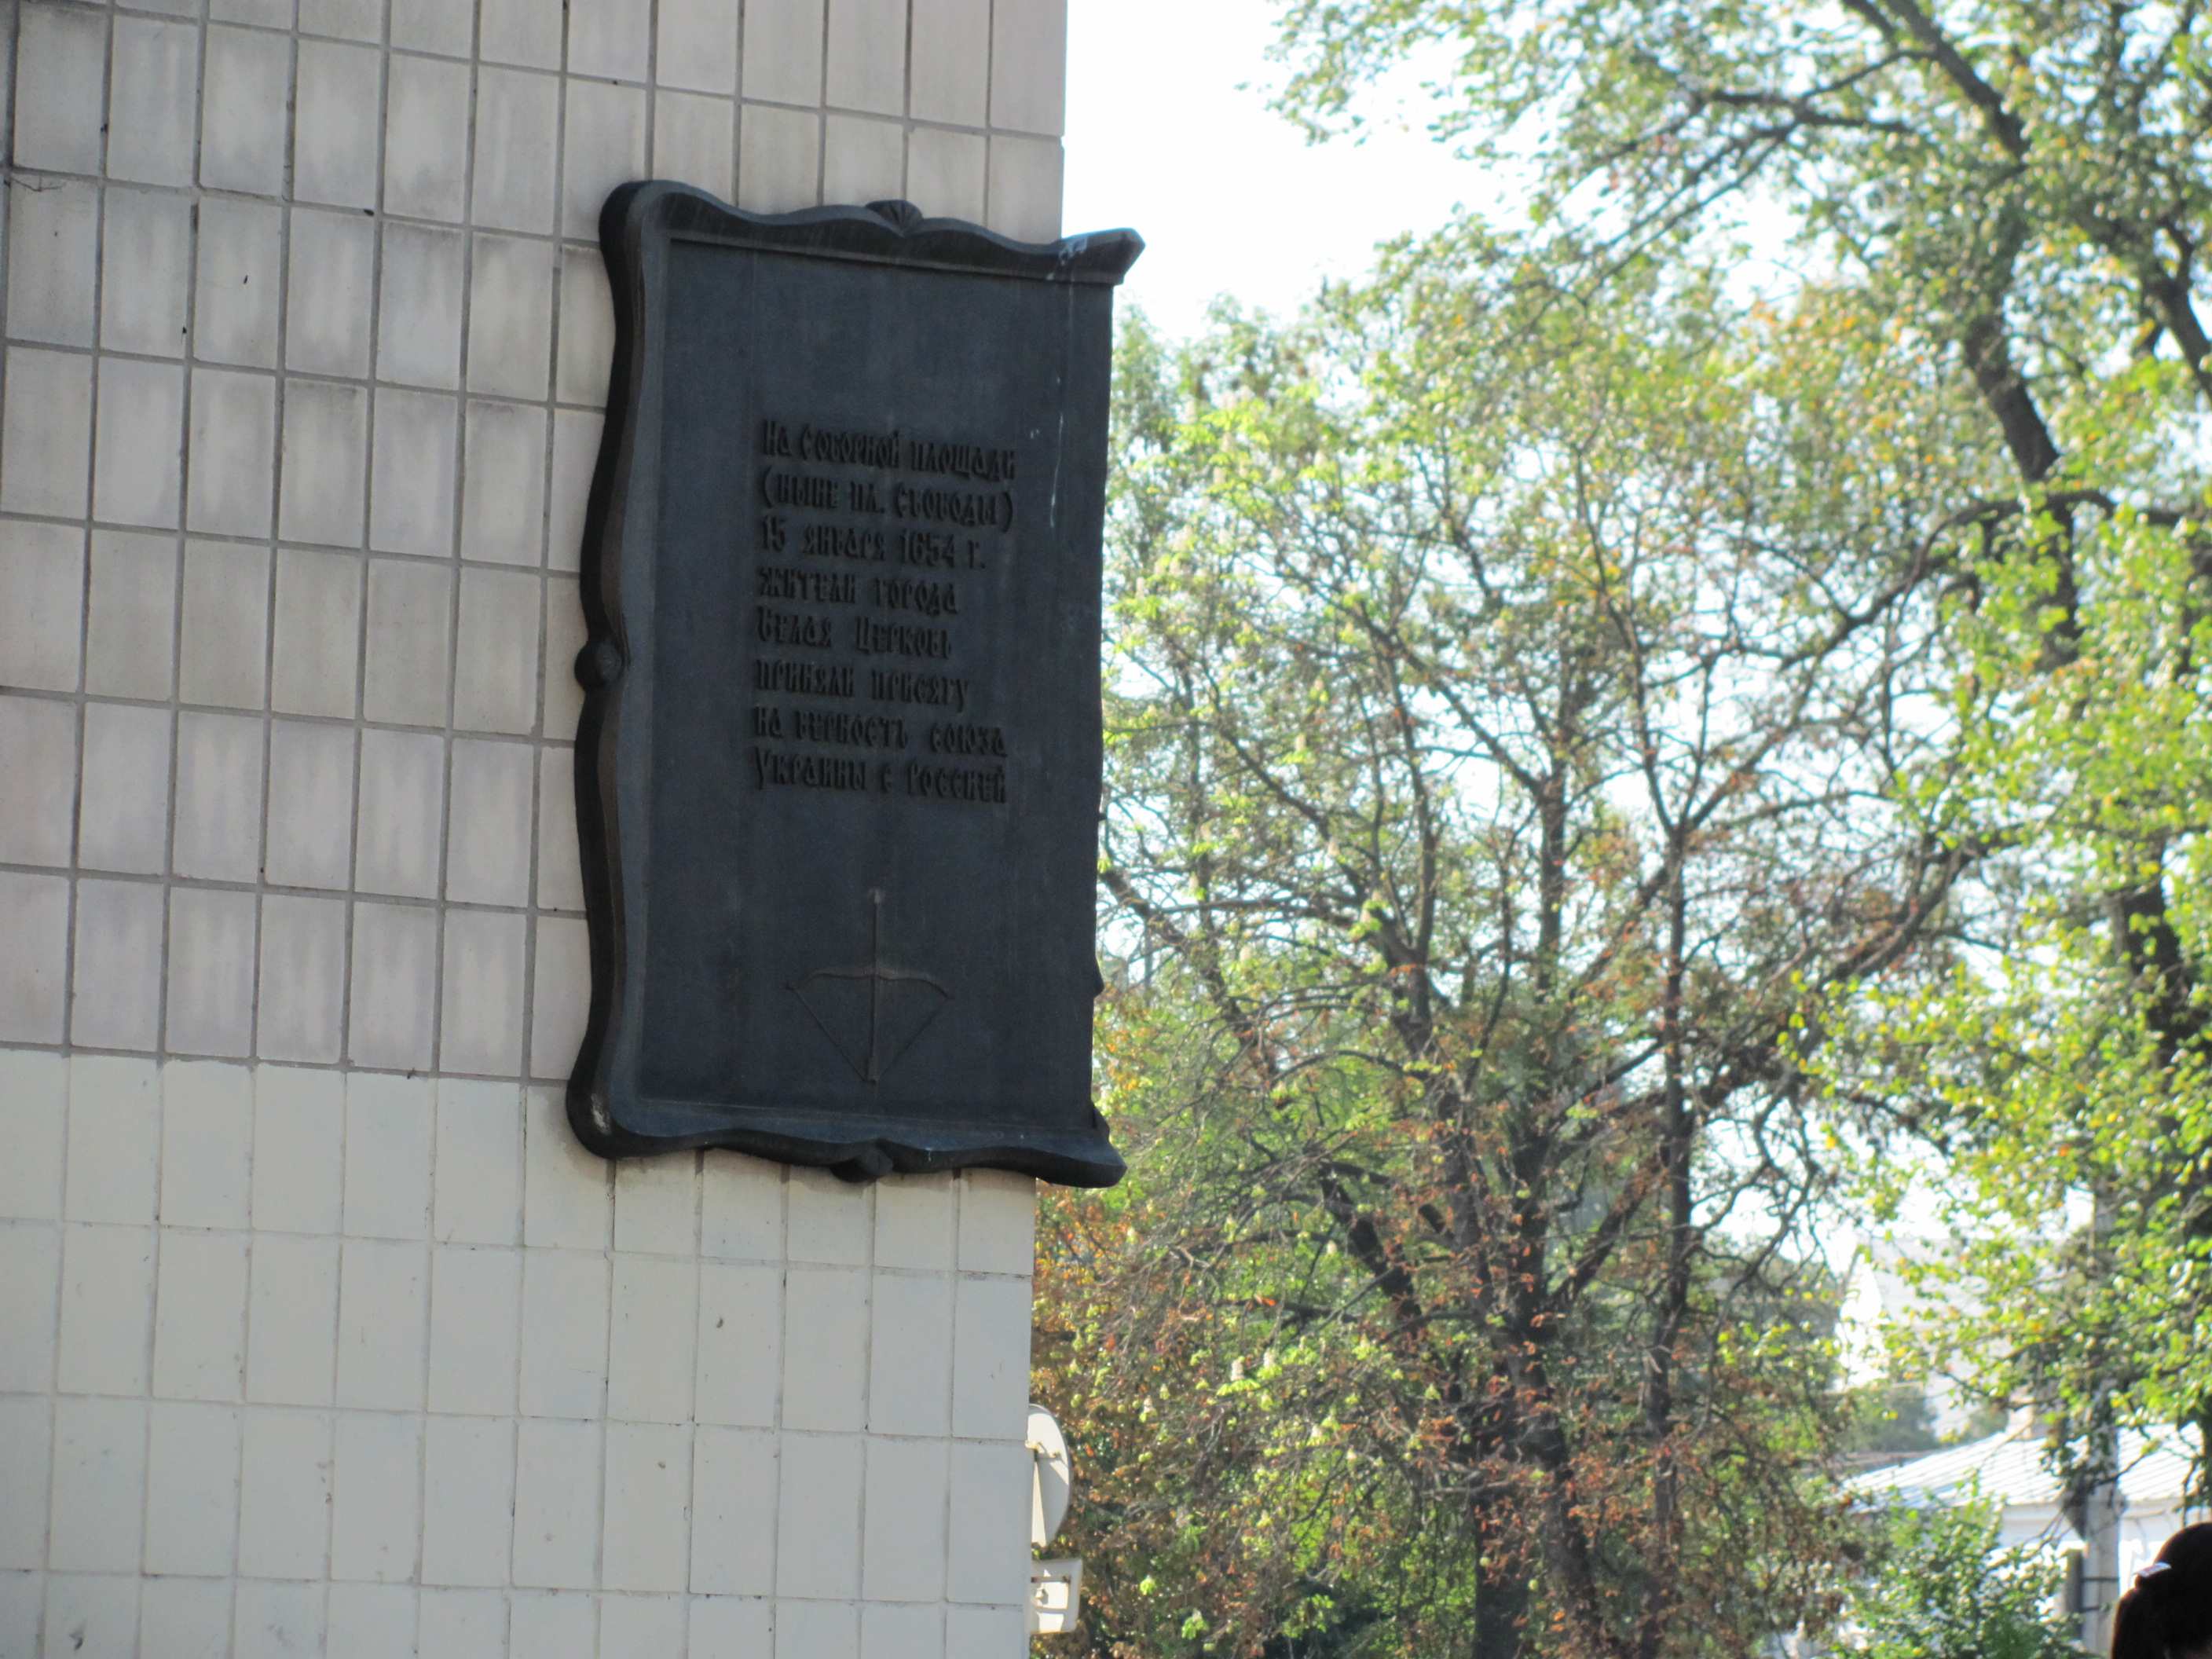 На Соборной площади
(ныне пл. Свободы)
15 января 1654 г.
жители города
Белая Церковь
приняли присягу
на верность союза
Украины с Россией